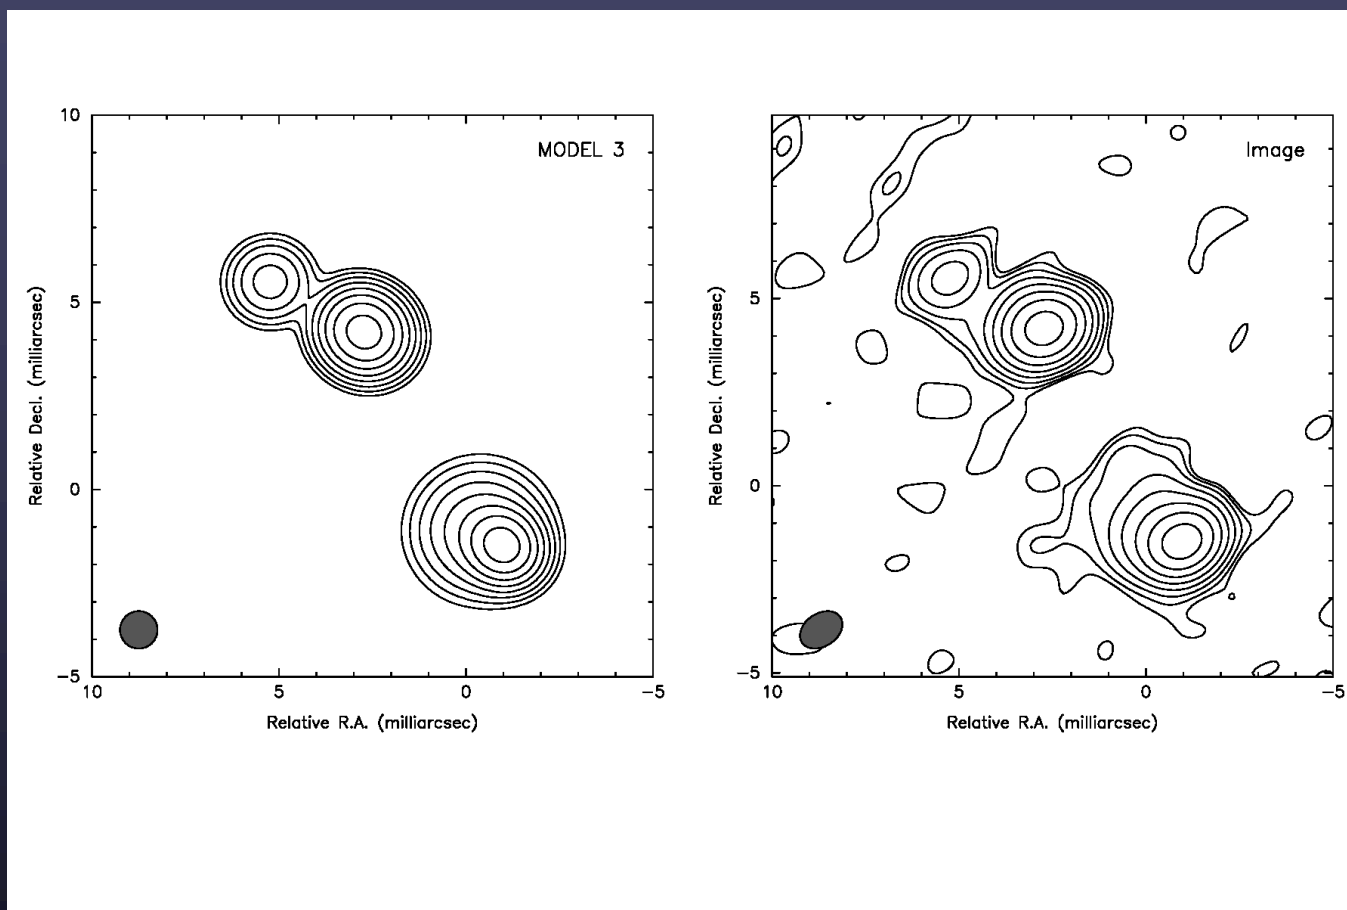 MODEL 3
10
5
0
−5
Relative Decl. (milliarcsec)
10 5 0 −5
Relative R.A. (milliarcsec)
Image
5
0
−5
Relative Decl. (milliarcsec)
10 5 0 −5
Relative R.A. (milliarcsec)